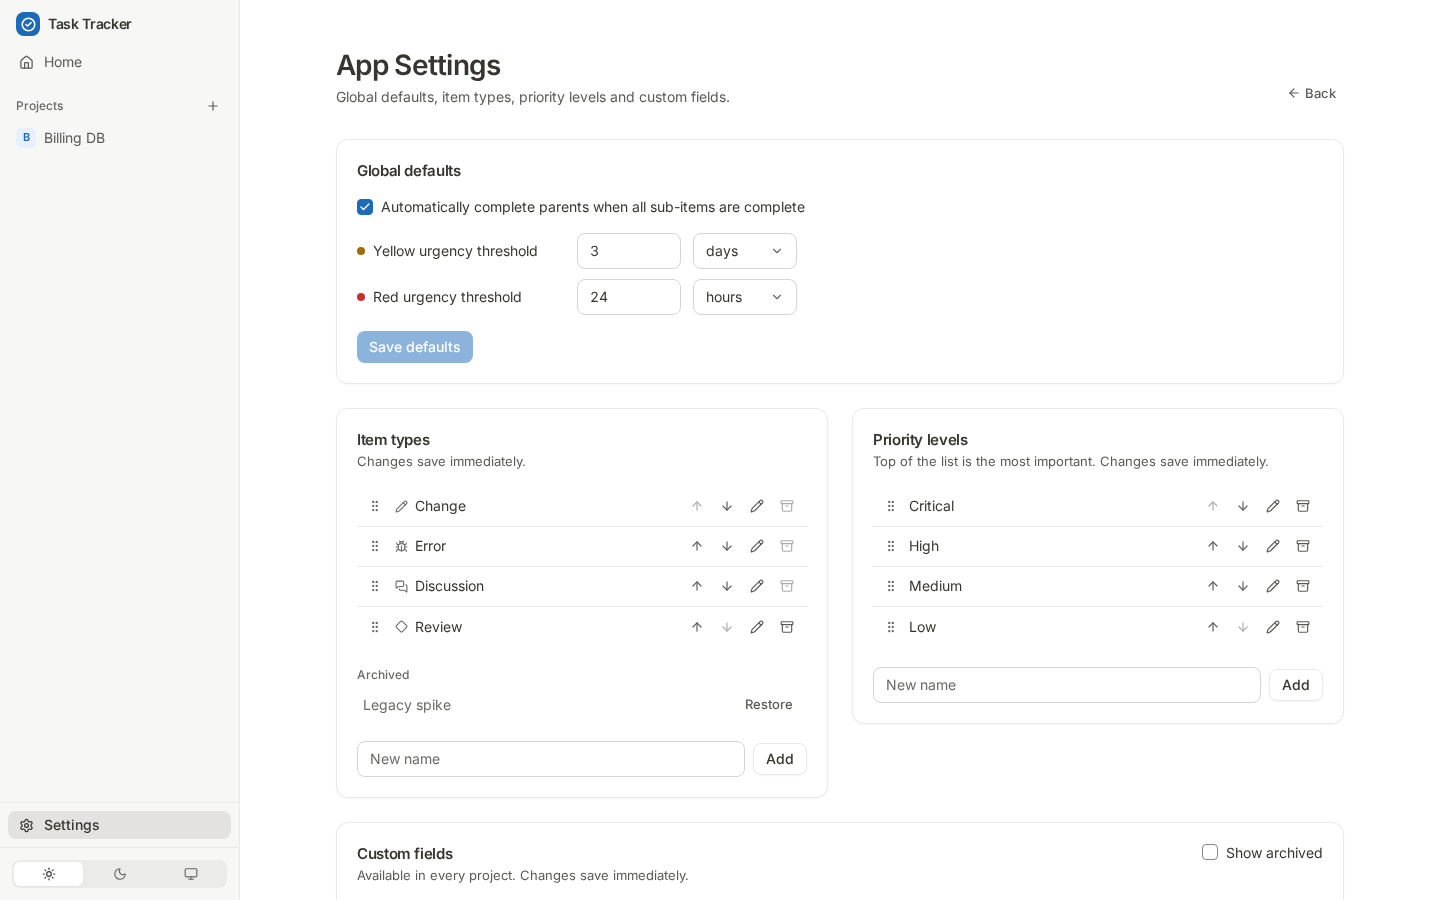 Task Tracker
Home
Projects
B Billing DB
Settings
App Settings
Global defaults, item types, priority levels and custom fields.
Back
Global defaults
Automatically complete parents when all sub-items are complete
Yellow urgency threshold 3 days
Red urgency threshold 24 hours
Save defaults
Item types
Changes save immediately.
Change
Error
Discussion
Review
Archived
Legacy spike Restore
New name Add
Priority levels
Top of the list is the most important. Changes save immediately.
Critical
High
Medium
Low
New name Add
Custom fields
Available in every project. Changes save immediately.
Show archived